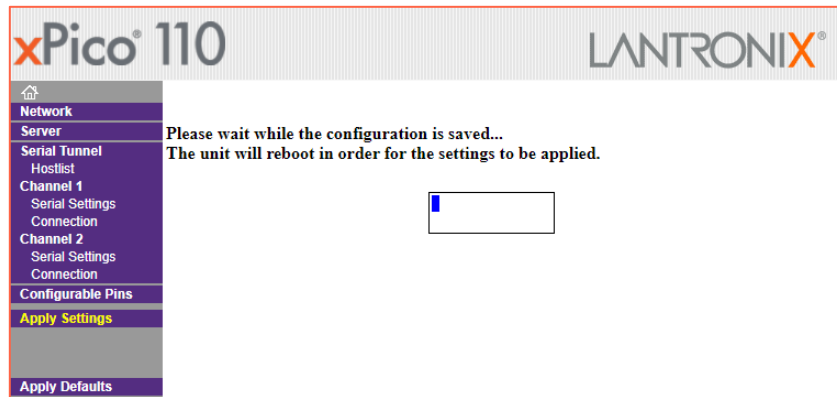 xPico® 110
LANTRONIX®
Network
Server
Serial Tunnel
Hostlist
Channel 1
Serial Settings
Connection
Channel 2
Serial Settings
Connection
Configurable Pins
Apply Settings
Apply Defaults
Please wait while the configuration is saved...
The unit will reboot in order for the settings to be applied.